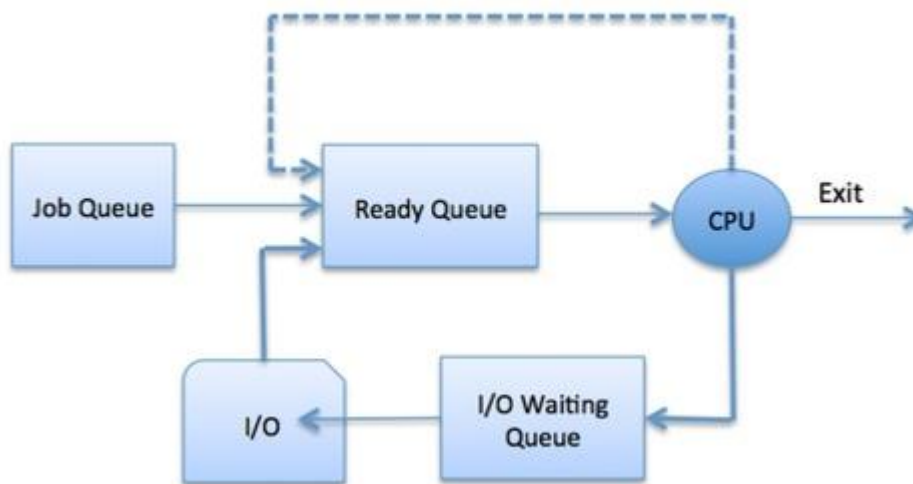 Job Queue
Ready Queue
CPU
Exit
I/O
I/O Waiting
Queue